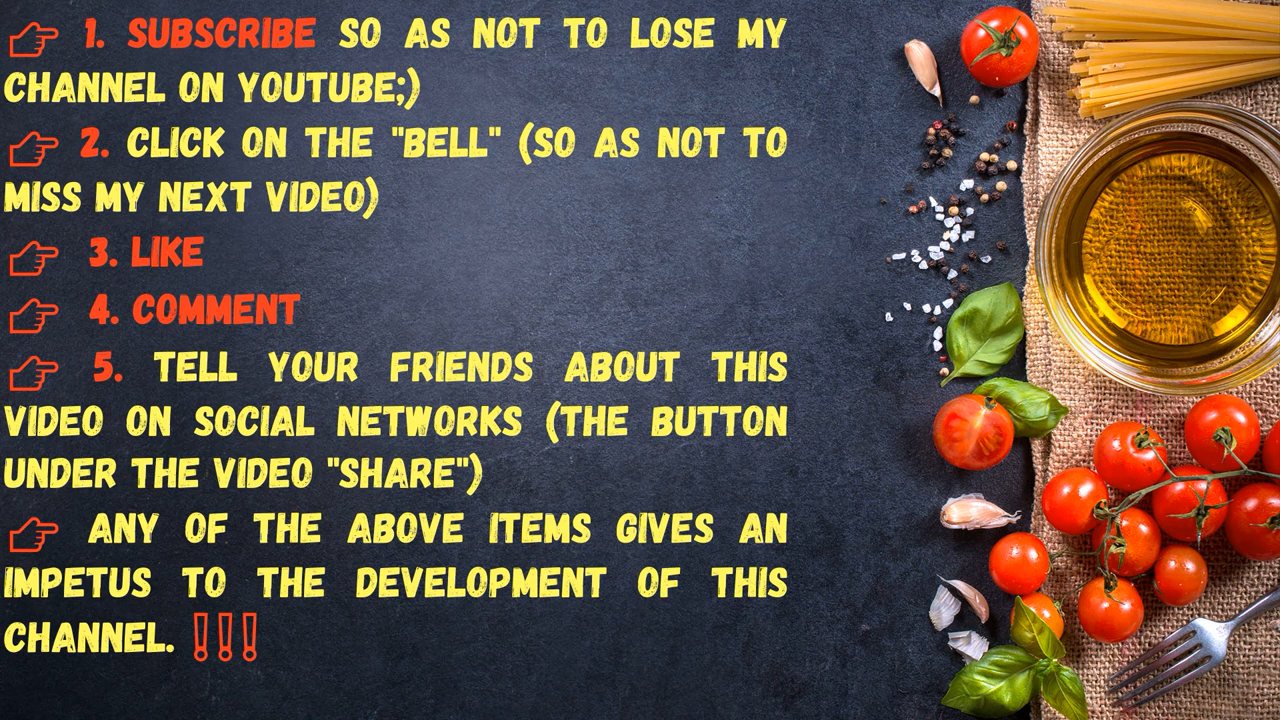 👉 1. SUBSCRIBE SO AS NOT TO LOSE MY
CHANNEL ON YOUTUBE;)
👉 2. CLICK ON THE "BELL" (SO AS NOT TO
MISS MY NEXT VIDEO)
👉 3. LIKE
👉 4. COMMENT
👉 5. TELL YOUR FRIENDS ABOUT THIS
VIDEO ON SOCIAL NETWORKS (THE BUTTON
UNDER THE VIDEO "SHARE")
👉 ANY OF THE ABOVE ITEMS GIVES AN
IMPETUS TO THE DEVELOPMENT OF THIS
CHANNEL. !!!